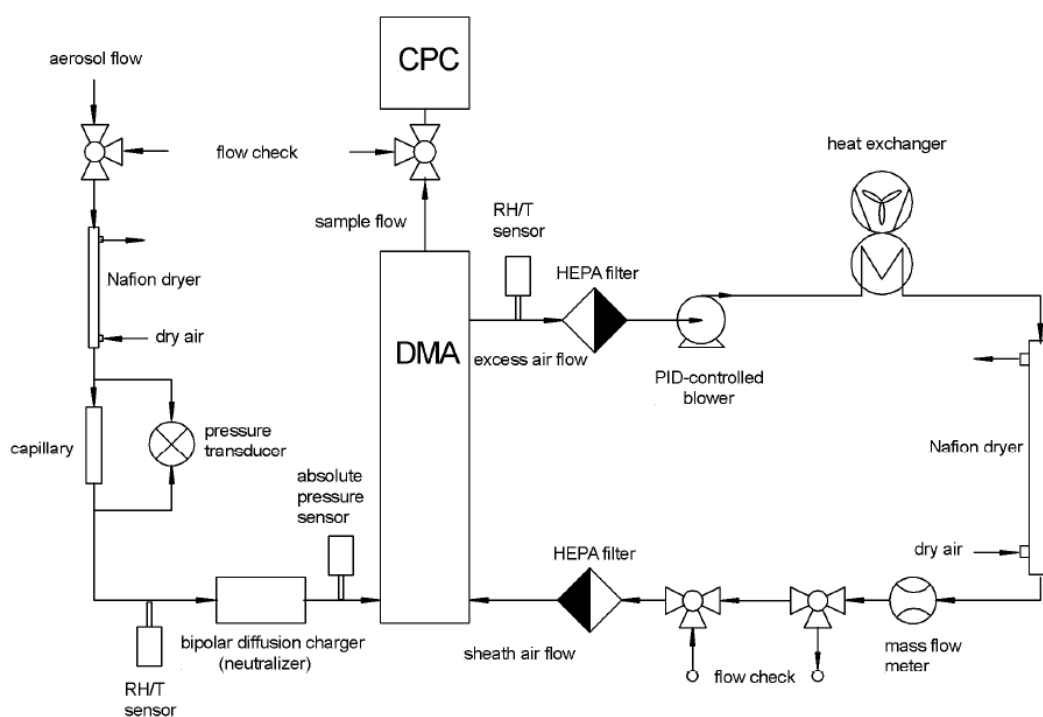 aerosol flow
CPC
flow check
heat exchanger
sample flow
RH/T
sensor
HEPA filter
Nafion dryer
dry air
DMA
excess air flow
PID-controlled
blower
capillary
pressure
transducer
Nafion dryer
absolute
pressure
sensor
HEPA filter
dry air
bipolar diffusion charger
(neutralizer)
sheath air flow
mass flow
meter
flow check
RH/T
sensor